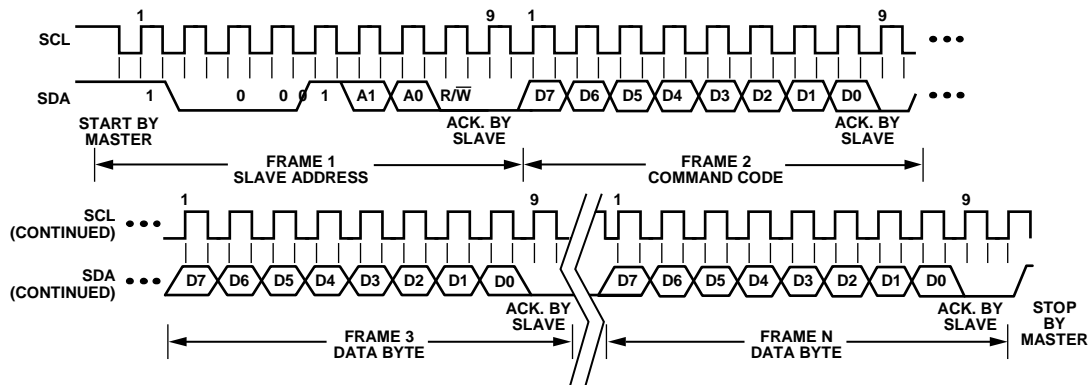 1 9 1 9
SCL
SDA 1 0 0 0 1 A1 A0 R/W̅ D7 D6 D5 D4 D3 D2 D1 D0
START BY
MASTER
ACK. BY
SLAVE
ACK. BY
SLAVE
FRAME 1
SLAVE ADDRESS
FRAME 2
COMMAND CODE
1 9 1 9
SCL
(CONTINUED)
SDA
(CONTINUED)
D7 D6 D5 D4 D3 D2 D1 D0 D7 D6 D5 D4 D3 D2 D1 D0
ACK. BY
SLAVE
ACK. BY
SLAVE
STOP
BY
MASTER
FRAME 3
DATA BYTE
FRAME N
DATA BYTE